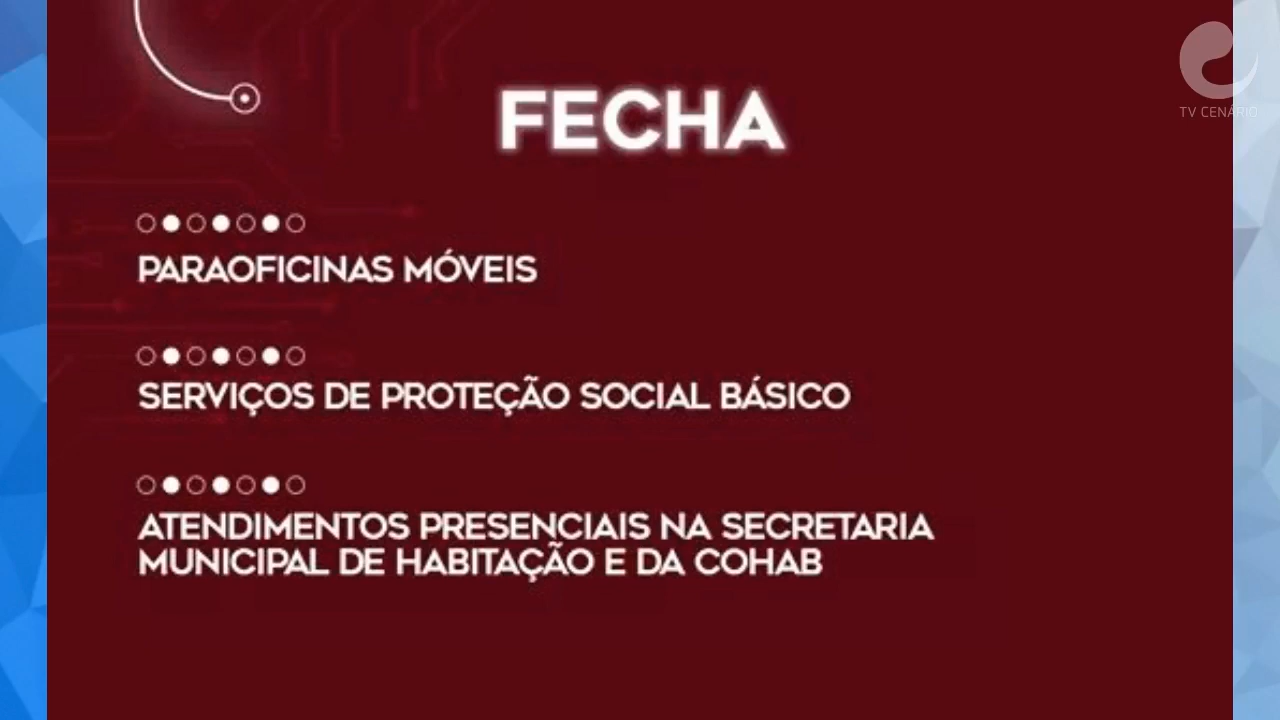 TV CENÁRIO
FECHA
PARAOFICINAS MÓVEIS
SERVIÇOS DE PROTEÇÃO SOCIAL BÁSICO
ATENDIMENTOS PRESENCIAIS NA SECRETARIA
MUNICIPAL DE HABITAÇÃO E DA COHAB